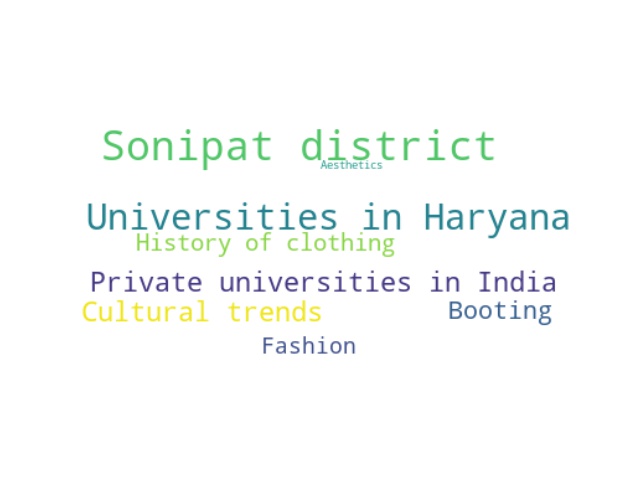 Sonipat district
Aesthetics
Universities in Haryana
History of clothing
Private universities in India
Cultural trends
Booting
Fashion